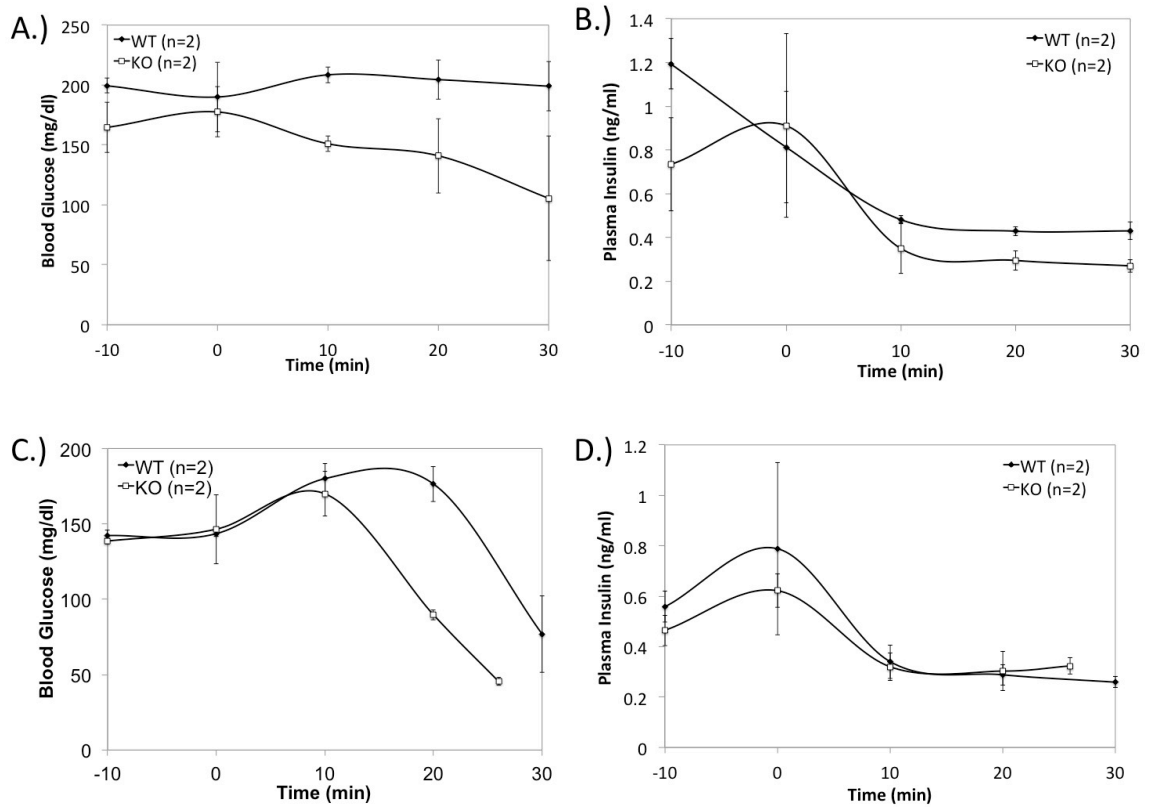 A.)
250
200
150
100
50
0
WT (n=2)
KO (n=2)
Blood Glucose (mg/dl)
-10 0 10 20 30
Time (min)
B.)
1.4
1.2
1
0.8
0.6
0.4
0.2
0
WT (n=2)
KO (n=2)
Plasma Insulin (ng/ml)
-10 0 10 20 30
Time (min)
C.)
200
150
100
50
0
WT (n=2)
KO (n=2)
Blood Glucose (mg/dl)
-10 0 10 20 30
Time (min)
D.)
1.2
1
0.8
0.6
0.4
0.2
0
WT (n=2)
KO (n=2)
Plasma Insulin (ng/ml)
-10 0 10 20 30
Time (min)